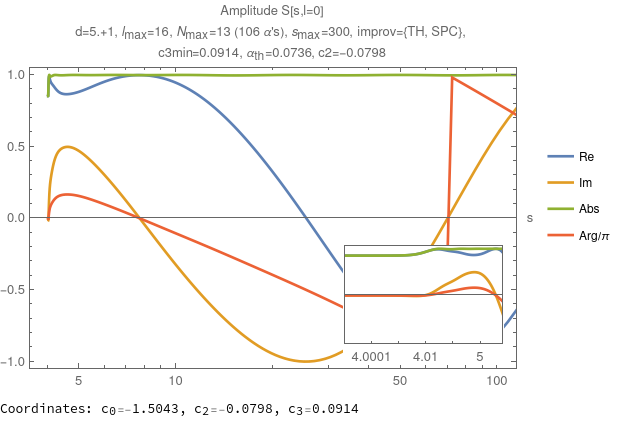 Amplitude S[s,l=0]
d=5.+1, lmax=16, Nmax=13 (106 α's), smax=300, improv={TH, SPC},
c3min=0.0914, αth=0.0736, c2=-0.0798
1.0
0.5
0.0
-0.5
-1.0
s
Re
Im
Abs
Arg/π
4.0001 4.01 5
5 10 50 100
Coordinates: c0=-1.5043, c2=-0.0798, c3=0.0914